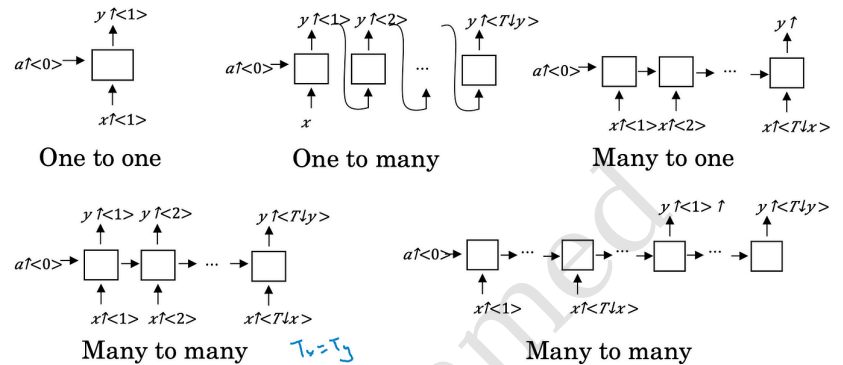 y↑<1>
a↑<0>
x↑<1>
One to one
y↑<1> y↑<2> y↑<T↓y>
a↑<0> ...
x
One to many
y↑
a↑<0> ...
x↑<1> x↑<2> x↑<T↓x>
Many to one
y↑<1> y↑<2> y↑<T↓y>
a↑<0> ...
x↑<1> x↑<2> x↑<T↓x>
Many to many Tx=Ty
y↑<1>↑ y↑<T↓y>
a↑<0> ... ... ...
x↑<1> x↑<T↓x>
Many to many